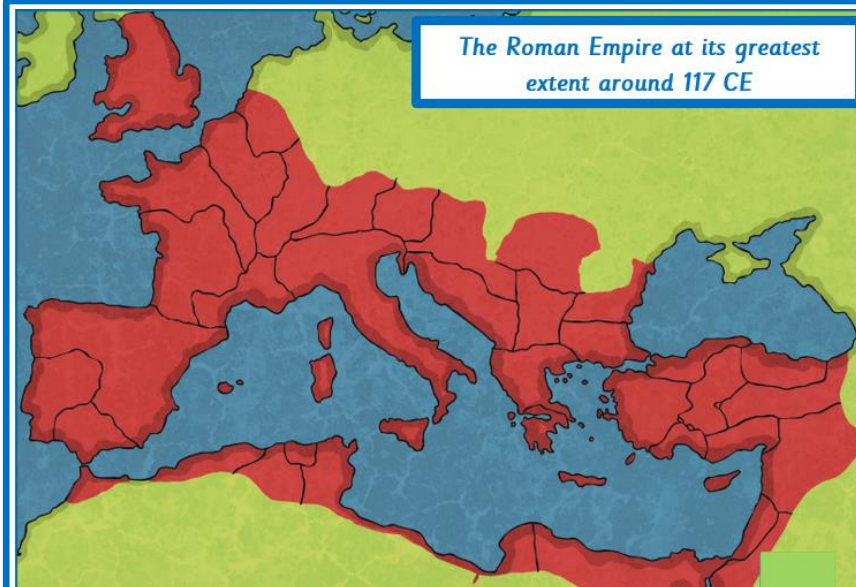 The Roman Empire at its greatest
extent around 117 CE